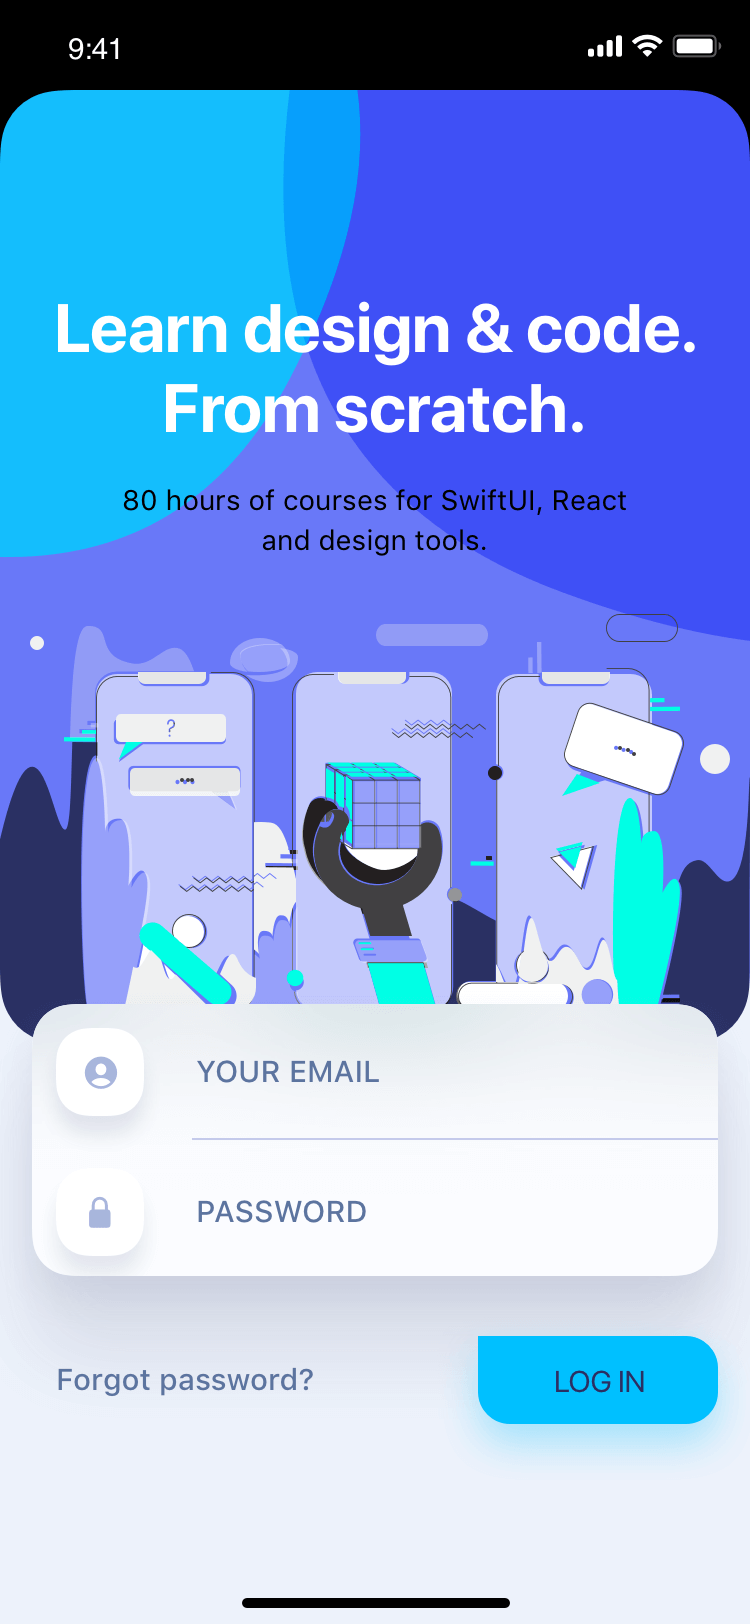 9:41
Learn design & code.
From scratch.
80 hours of courses for SwiftUI, React
and design tools.
?
YOUR EMAIL
PASSWORD
Forgot password?
LOG IN